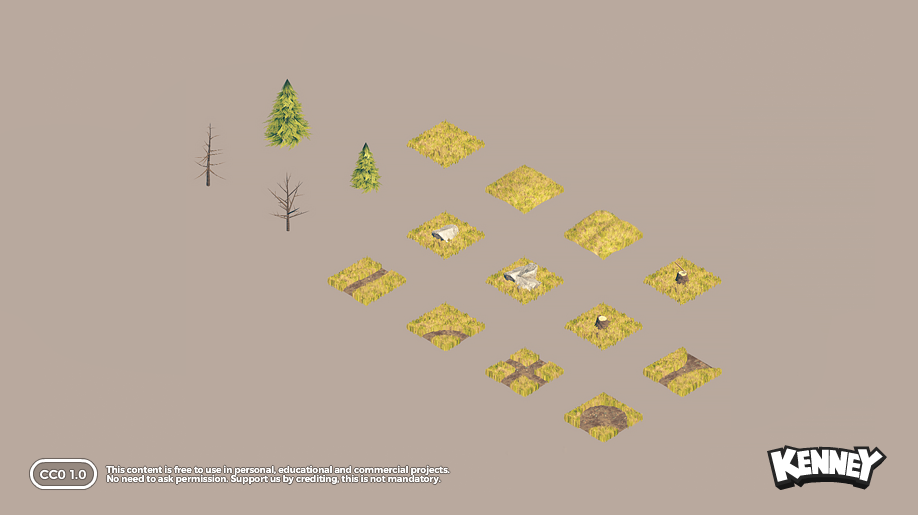 CC0 1.0
This content is free to use in personal, educational and commercial projects.
No need to ask permission. Support us by crediting, this is not mandatory.
KENNEY